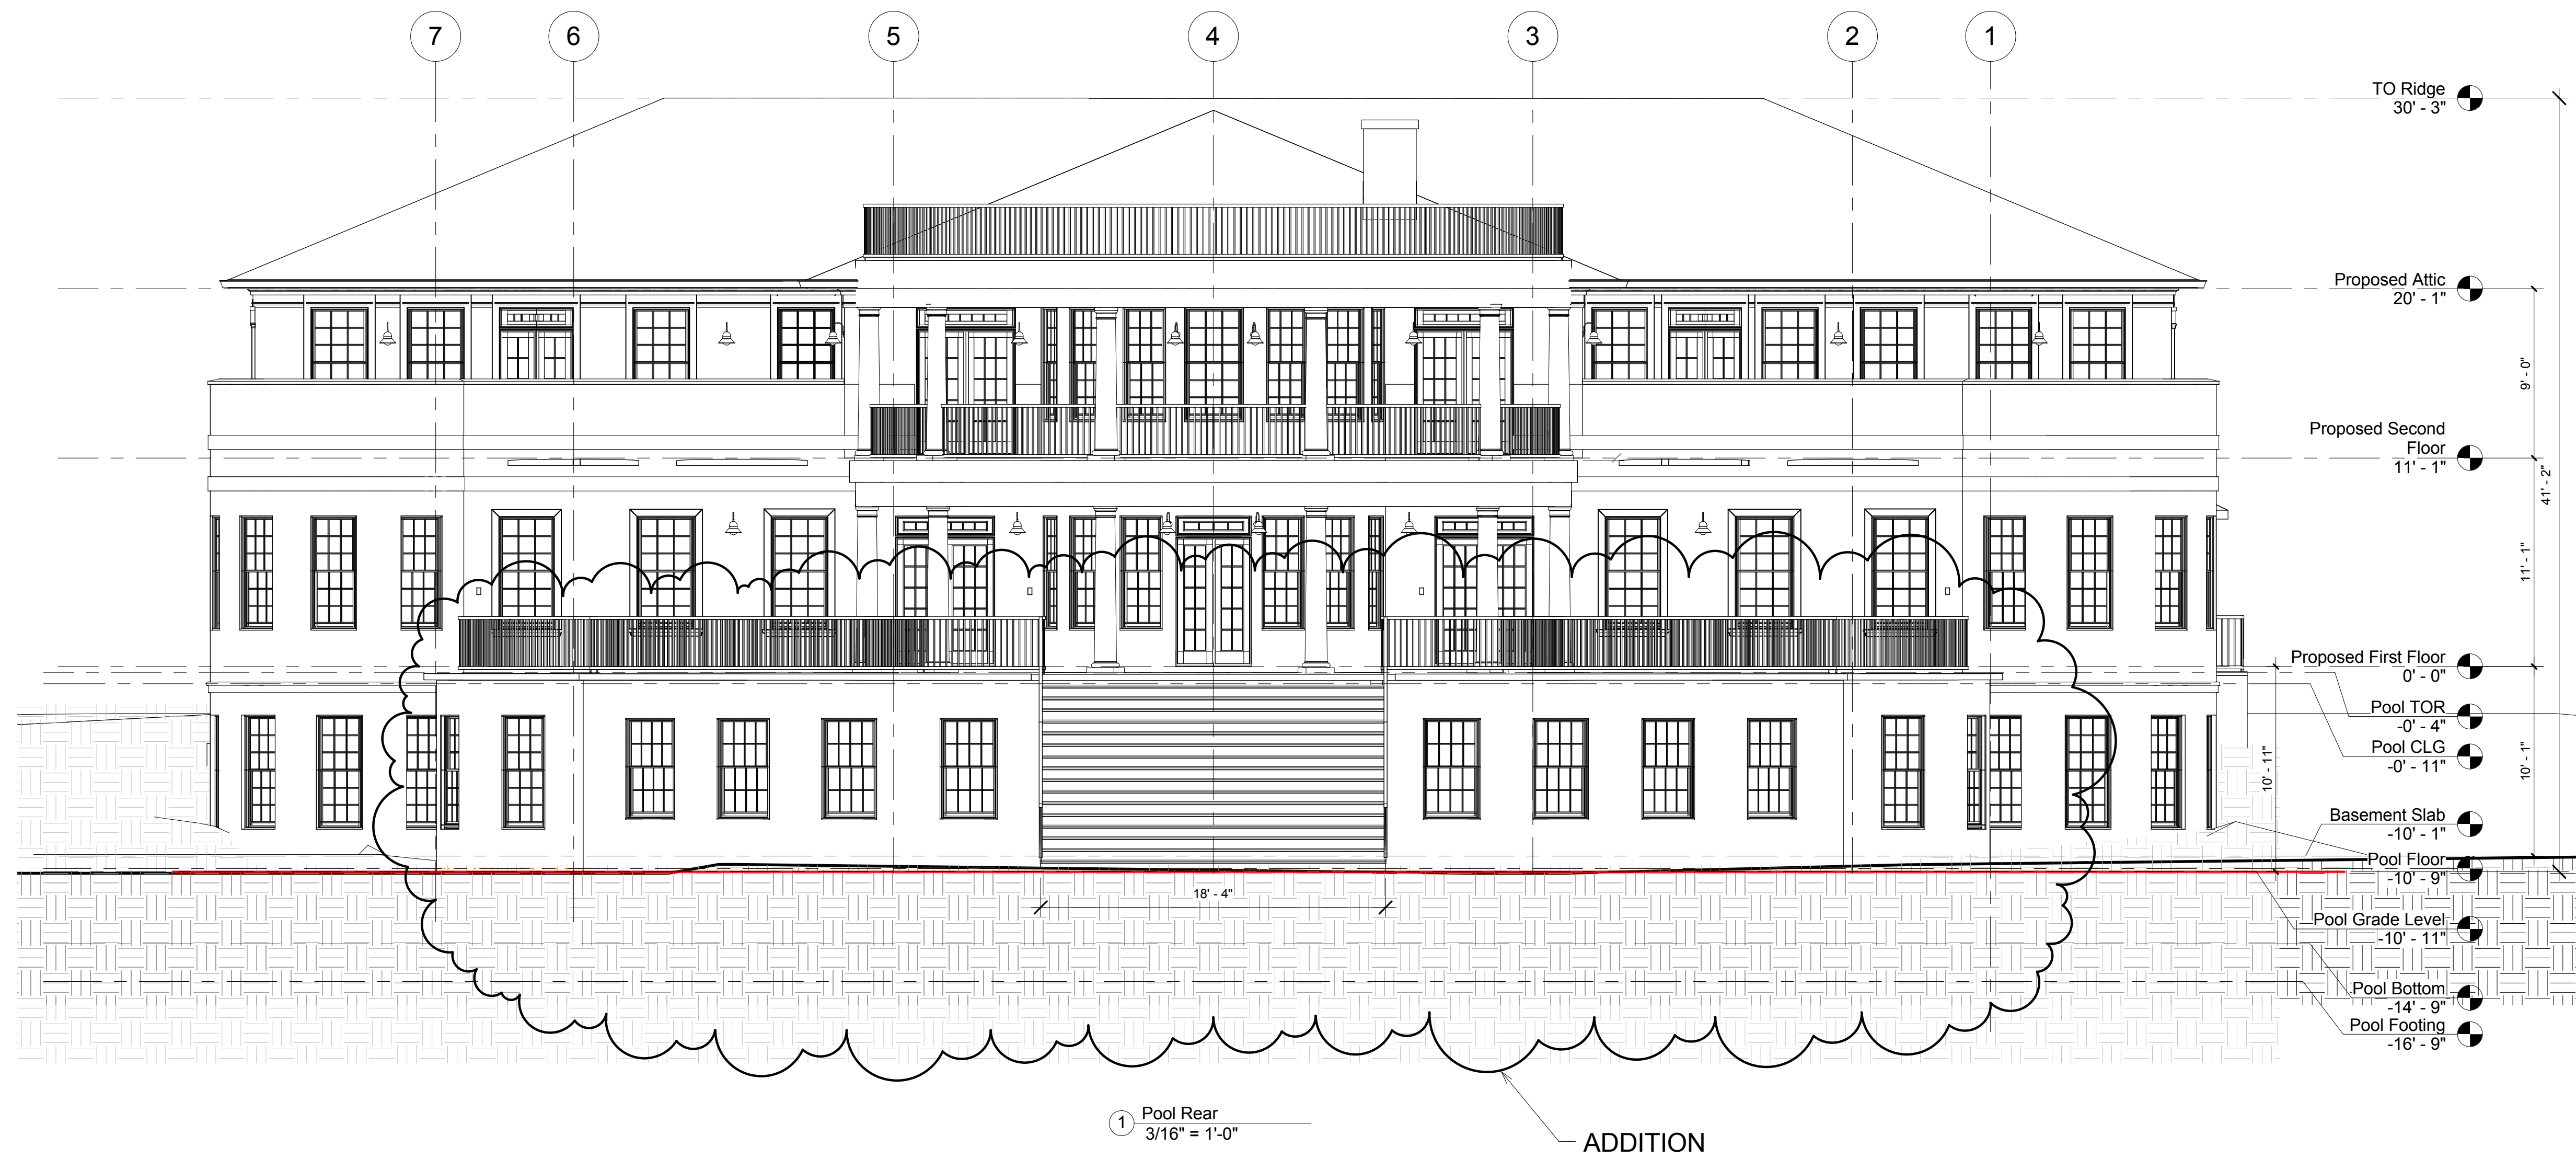 7 6 5 4 3 2 1
TO Ridge
30' - 3"
Proposed Attic
20' - 1"
9' - 0"
Proposed Second
Floor
11' - 1"
41' - 2"
11' - 1"
Proposed First Floor
0' - 0"
Pool TOR
-0' - 4"
Pool CLG
-0' - 11"
10' - 11"
10' - 1"
Basement Slab
-10' - 1"
Pool Floor
-10' - 9"
18' - 4"
Pool Grade Level
-10' - 11"
Pool Bottom
-14' - 9"
Pool Footing
-16' - 9"
1 Pool Rear
3/16" = 1'-0"
ADDITION